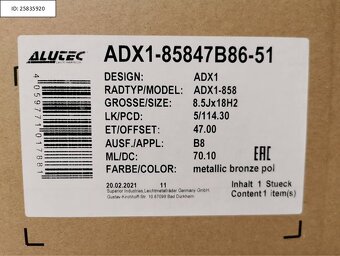 ID: 25835920
ALUTEC
ADX1-85847B86-51
DESIGN: ADX1
RADTYP/MODEL: ADX1-858
GROSSE/SIZE: 8.5Jx18H2
LK/PCD: 5/114.30
ET/OFFSET: 47.00
AUSF./APPL: B8
ML/DC: 70.10
FARBE/COLOR: metallic bronze pol
4059771017881
20.02.2021 11
Superior Industries Leichtmetallräder Germany GmbH,
Gustav-Kirchhoff-Str. 10, 67098 Bad Dürkheim
EAC
Inhalt 1 Stueck
Content 1 item(s)